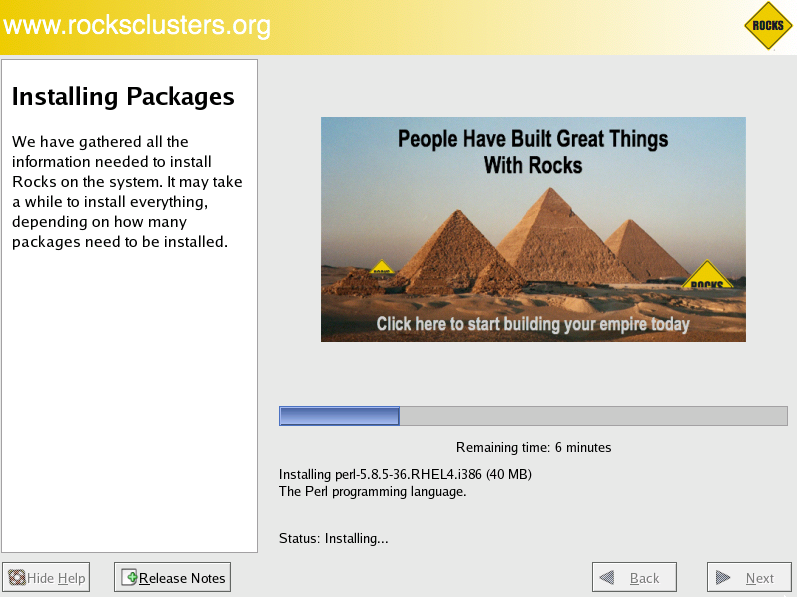 www.rocksclusters.org
ROCKS
Installing Packages
We have gathered all the
information needed to install
Rocks on the system. It may take
a while to install everything,
depending on how many
packages need to be installed.
People Have Built Great Things
With Rocks
ROCKS
Click here to start building your empire today
Remaining time: 6 minutes
Installing perl-5.8.5-36.RHEL4.i386 (40 MB)
The Perl programming language.
Status: Installing...
Hide Help
Release Notes
Back
Next